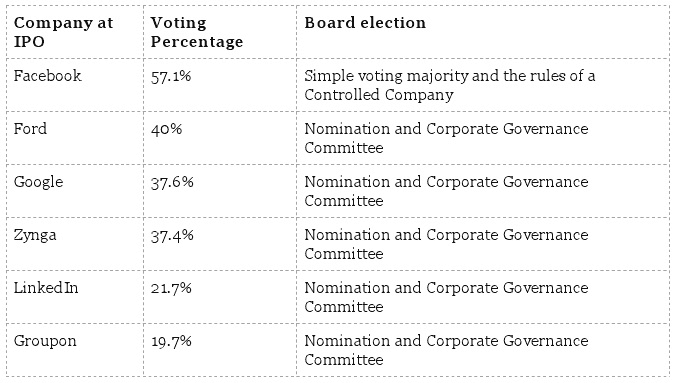 Company at Voting Board election
IPO Percentage
Facebook 57.1% Simple voting majority and the rules of a
Controlled Company
Ford 40% Nomination and Corporate Governance
Committee
Google 37.6% Nomination and Corporate Governance
Committee
Zynga 37.4% Nomination and Corporate Governance
Committee
LinkedIn 21.7% Nomination and Corporate Governance
Committee
Groupon 19.7% Nomination and Corporate Governance
Committee